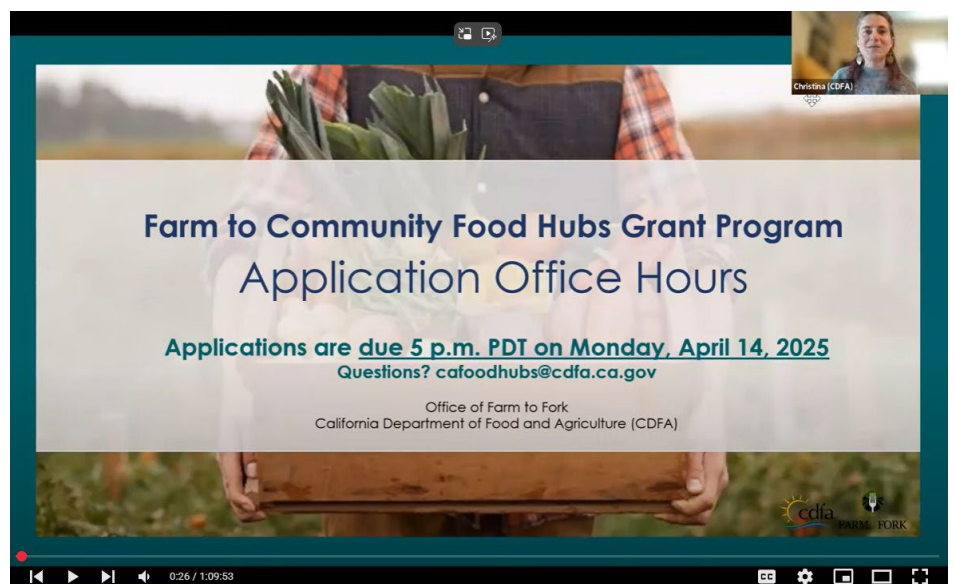 Christina (CDFA)
Farm to Community Food Hubs Grant Program
Application Office Hours
Applications are due 5 p.m. PDT on Monday, April 14, 2025
Questions? cafoodhubs@cdfa.ca.gov
Office of Farm to Fork
California Department of Food and Agriculture (CDFA)
cdfa
FARM FORK
0:26 / 1:09:53
CC